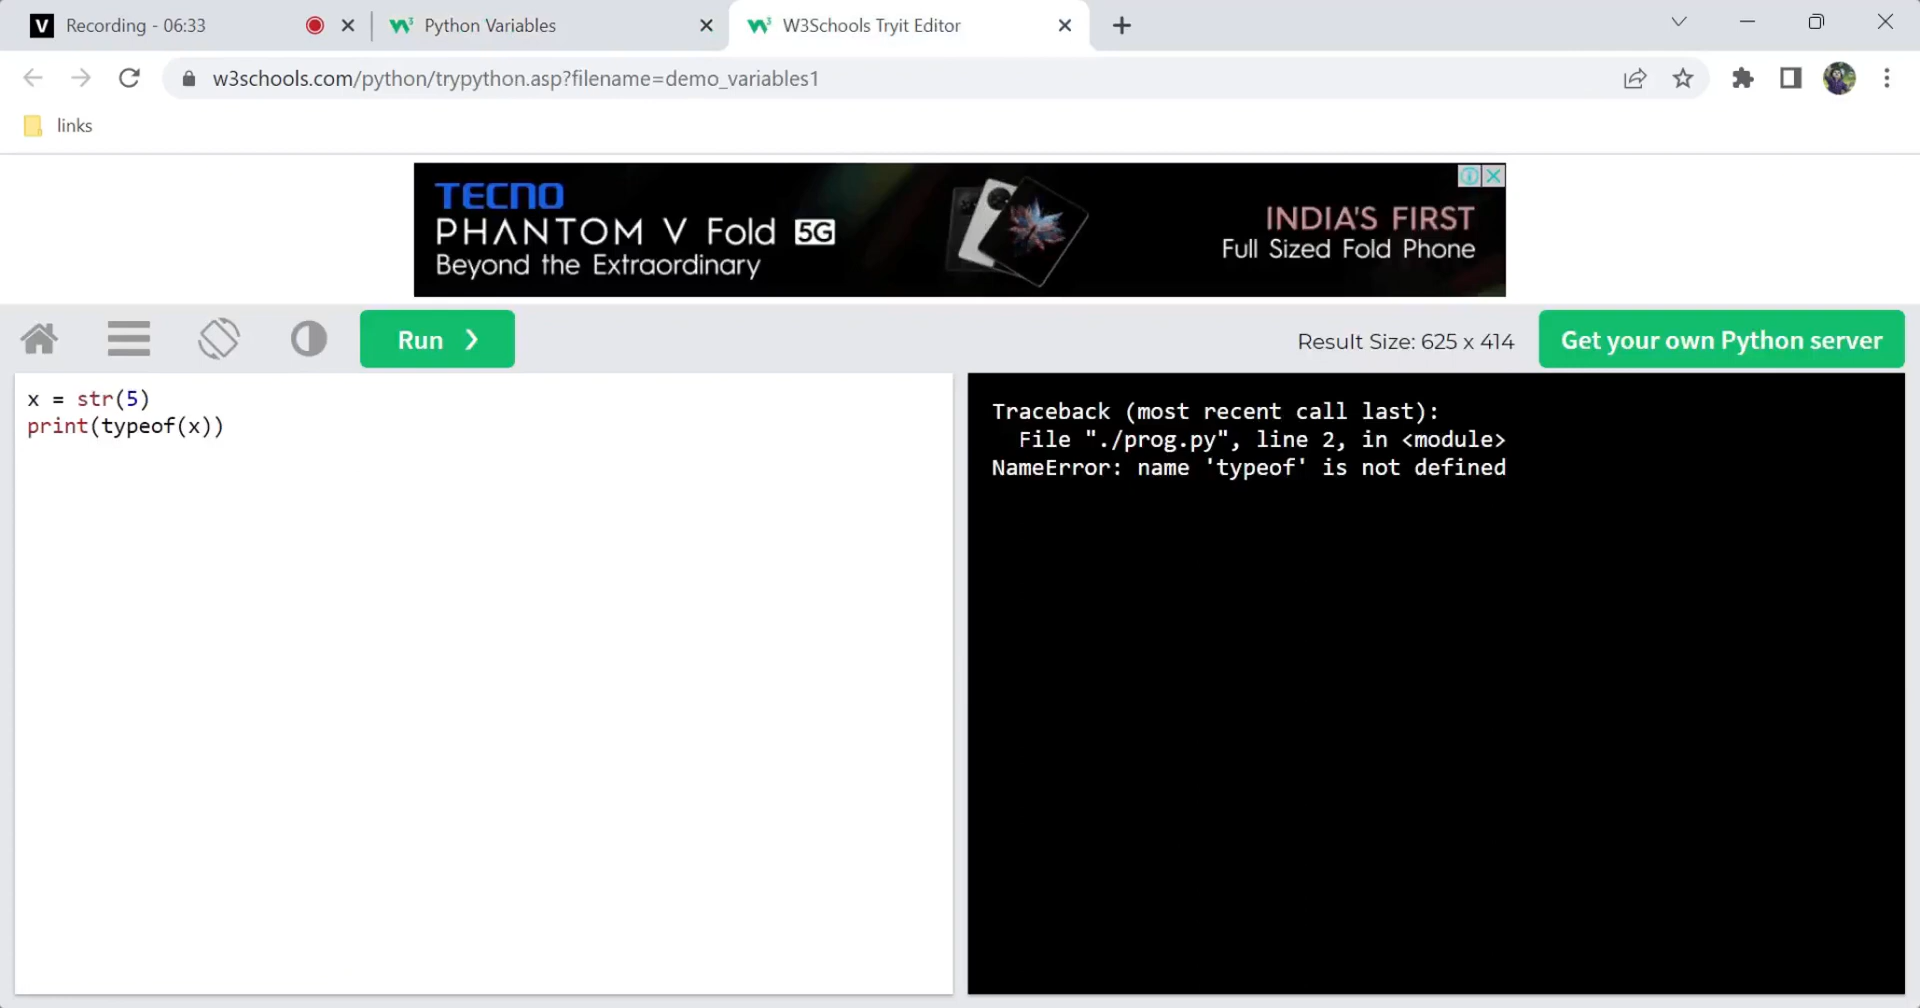 Recording - 06:33
Python Variables
W3Schools Tryit Editor
w3schools.com/python/trypython.asp?filename=demo_variables1
links
TECNO
PHANTOM V Fold 5G
Beyond the Extraordinary
INDIA'S FIRST
Full Sized Fold Phone
Run ❯
Result Size: 625 x 414
Get your own Python server
x = str(5)
print(typeof(x))
Traceback (most recent call last):
  File "./prog.py", line 2, in <module>
NameError: name 'typeof' is not defined